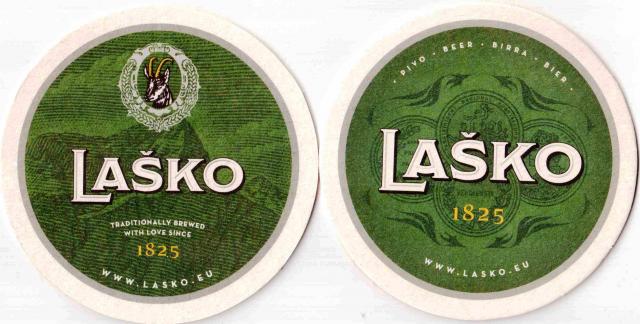 LAŠKO
TRADITIONALLY BREWED
WITH LOVE SINCE
1825
WWW.LASKO.EU
· PIVO · BEER · BIRRA · BIER ·
LAŠKO
1825
WWW.LASKO.EU